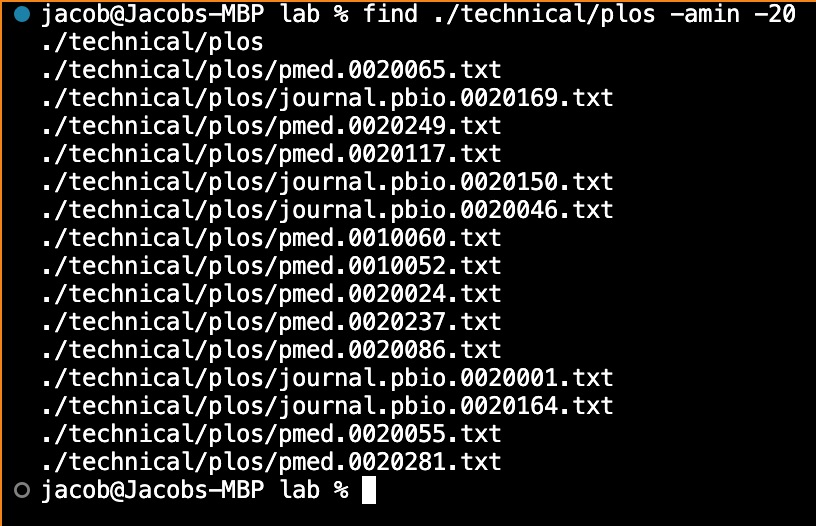 jacob@Jacobs-MBP lab % find ./technical/plos -amin -20
./technical/plos
./technical/plos/pmed.0020065.txt
./technical/plos/journal.pbio.0020169.txt
./technical/plos/pmed.0020249.txt
./technical/plos/pmed.0020117.txt
./technical/plos/journal.pbio.0020150.txt
./technical/plos/journal.pbio.0020046.txt
./technical/plos/pmed.0010060.txt
./technical/plos/pmed.0010052.txt
./technical/plos/pmed.0020024.txt
./technical/plos/pmed.0020237.txt
./technical/plos/pmed.0020086.txt
./technical/plos/journal.pbio.0020001.txt
./technical/plos/journal.pbio.0020164.txt
./technical/plos/pmed.0020055.txt
./technical/plos/pmed.0020281.txt
jacob@Jacobs-MBP lab %